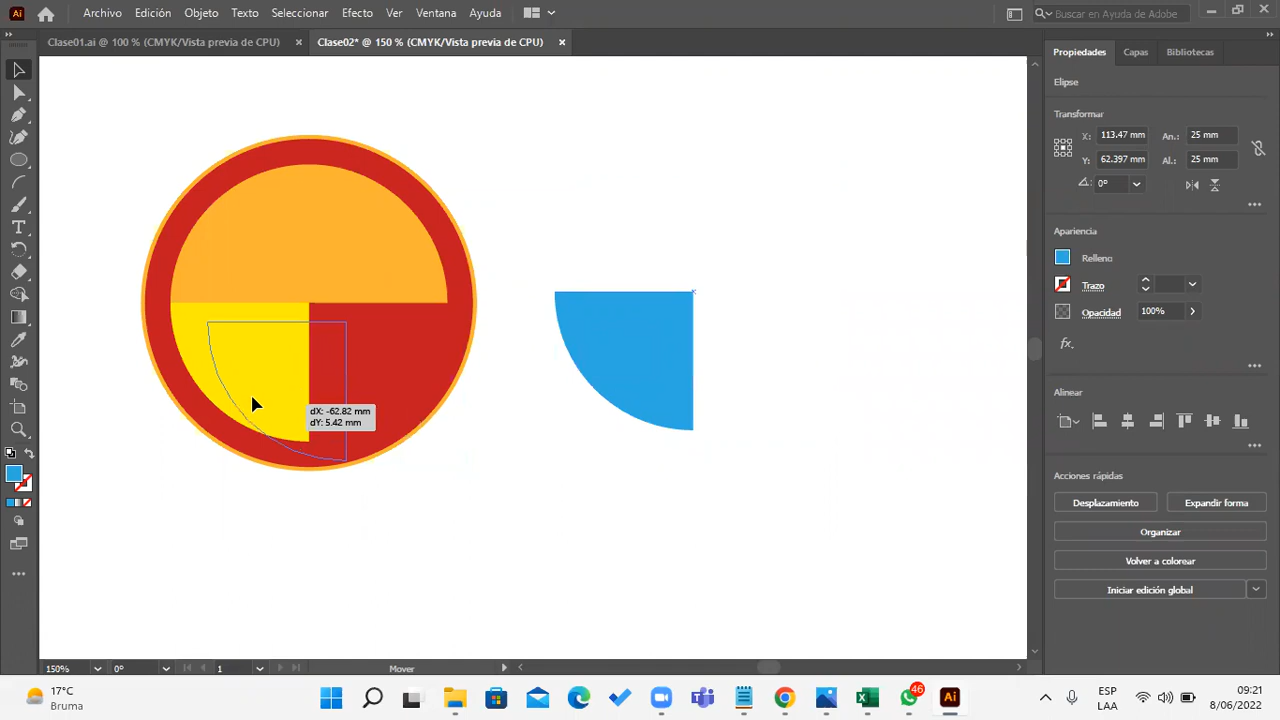 Ai
Archivo Edición Objeto Texto Seleccionar Efecto Ver Ventana Ayuda
Buscar en Ayuda de Adobe
Clase01.ai @ 100 % (CMYK/Vista previa de CPU) ×
Clase02* @ 150 % (CMYK/Vista previa de CPU) ×
Propiedades Capas Bibliotecas
Elipse
Transformar
X: 113.47 mm An.: 25 mm
Y: 62.397 mm Al.: 25 mm
0°
Apariencia
Relleno
Trazo
Opacidad 100%
fx.
dX: -62.82 mm
dY: 5.42 mm
Alinear
Acciones rápidas
Desplazamiento Expandir forma
Organizar
Volver a colorear
Iniciar edición global
150% 0° 1 Mover
17°C
Bruma
46
Ai
ESP
LAA
09:21
8/06/2022